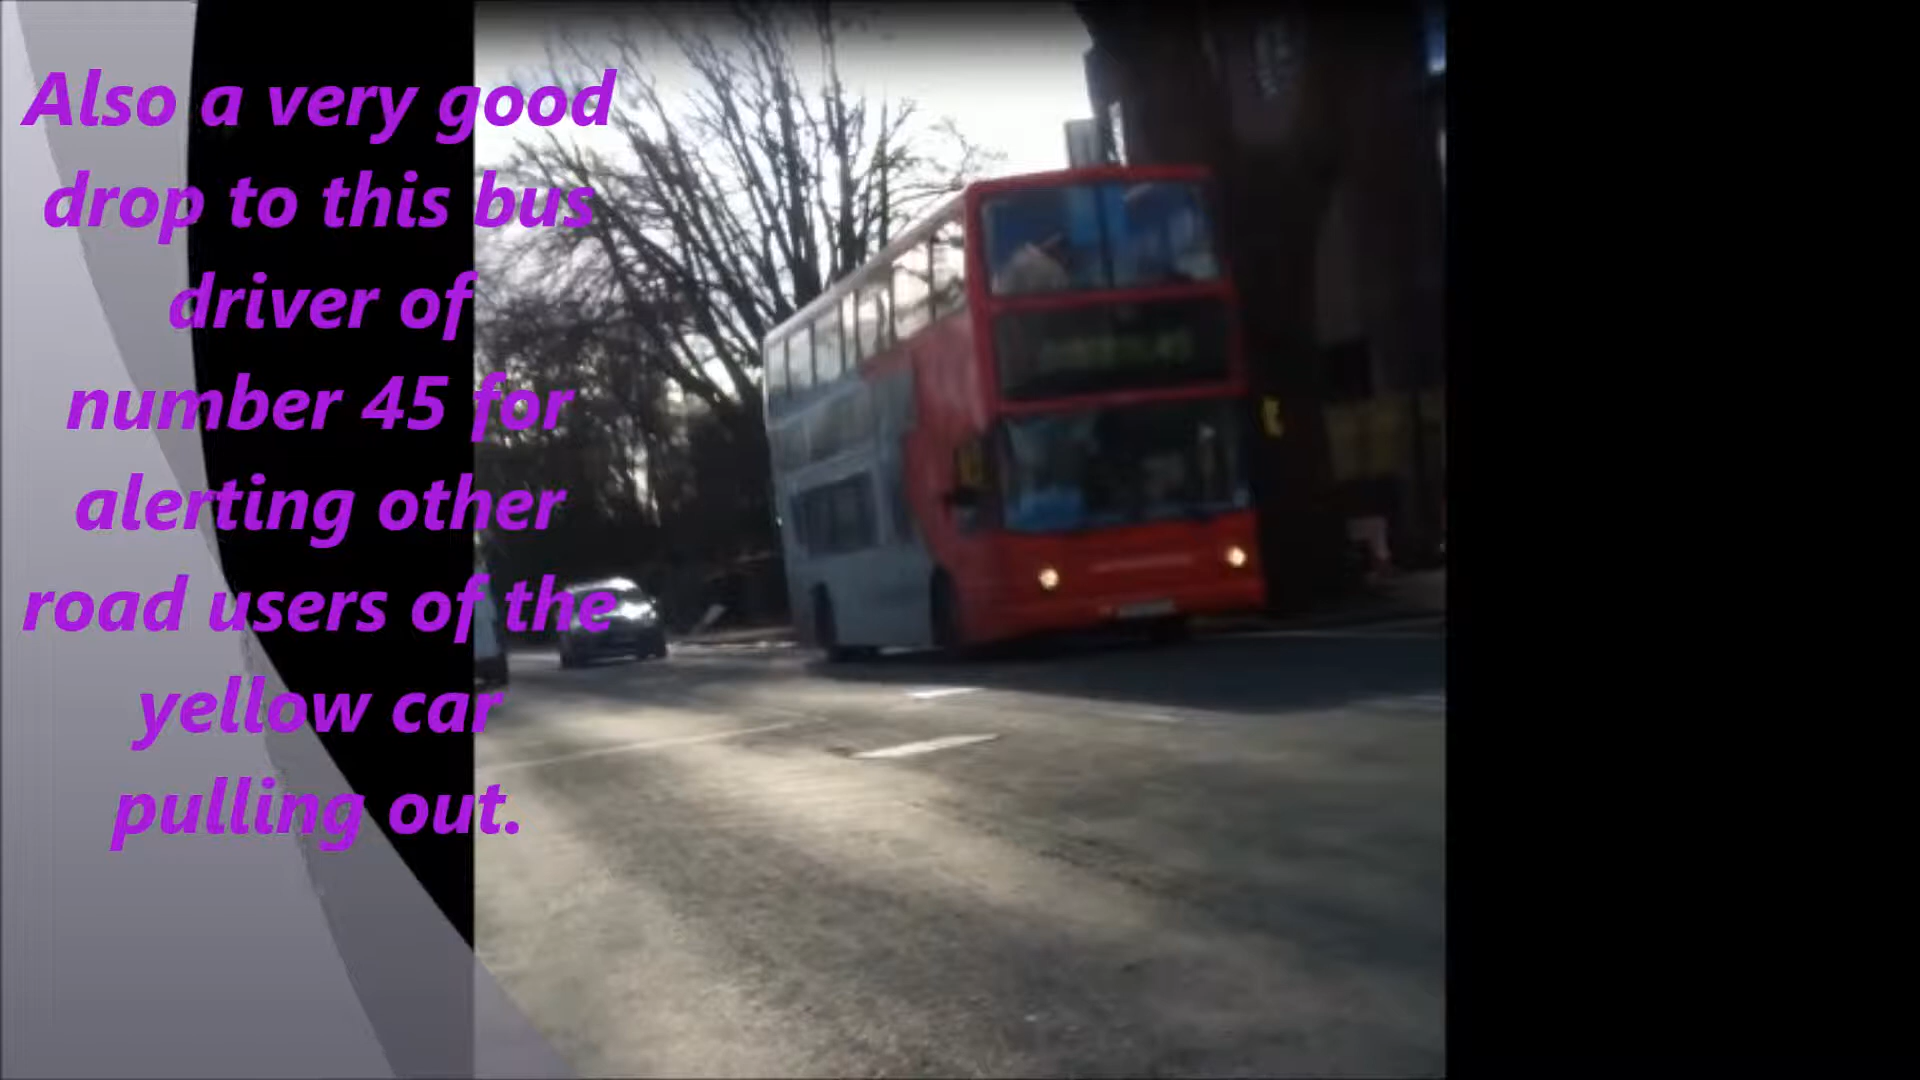 Also a very good
drop to this bus
driver of
number 45 for
alerting other
road users of the
yellow car
pulling out.